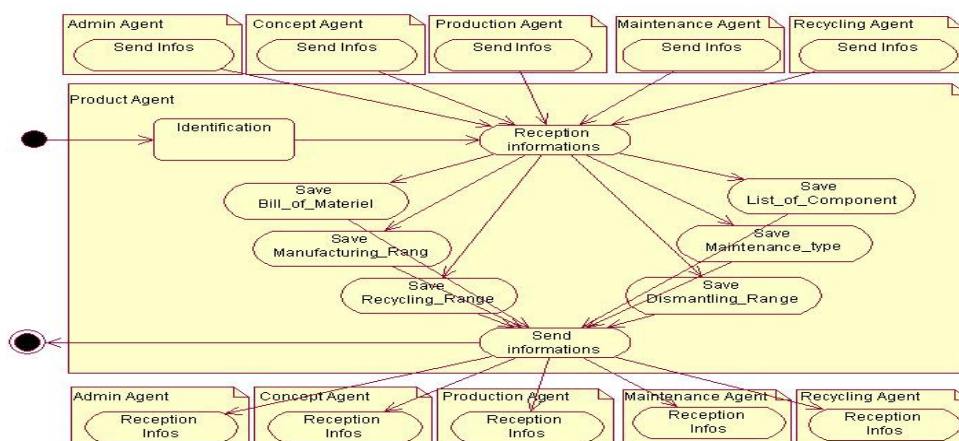 Admin Agent
Send Infos
Concept Agent
Send Infos
Production Agent
Send Infos
Maintenance Agent
Send Infos
Recycling Agent
Send Infos
Product Agent
Identification
Reception
informations
Save
Bill_of_Materiel
Save
List_of_Component
Save
Manufacturing_Rang
Save
Maintenance_type
Save
Recycling_Range
Save
Dismantling_Range
Send
informations
Admin Agent
Reception
Infos
Concept Agent
Reception
Infos
Production Agent
Reception
Infos
Maintenance Agent
Reception
Infos
Recycling Agent
Reception
Infos